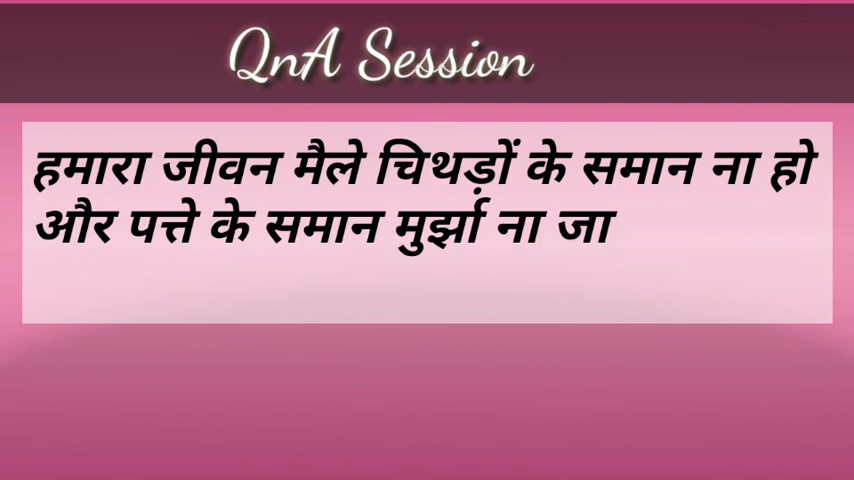 QnA Session
हमारा जीवन मैले चिथड़ों के समान ना हो
और पत्ते के समान मुर्झा ना जा